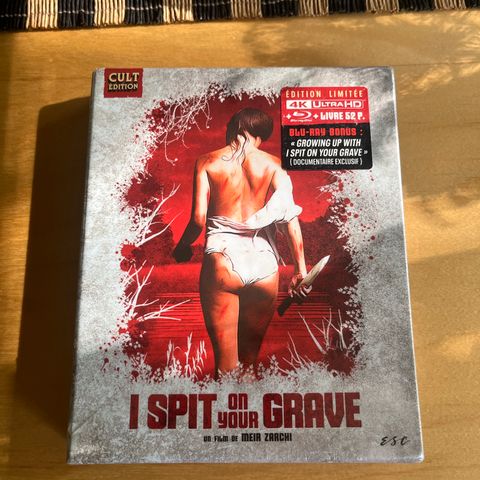 CULT
EDITION
ÉDITION LIMITÉE
4K ULTRA HD
+ Blu-ray + LIVRE 52 P.
BLU-RAY BONUS :
« GROWING UP WITH
I SPIT ON YOUR GRAVE »
( DOCUMENTAIRE EXCLUSIF )
I SPIT on your GRAVE
un film de MEIR ZARCHI
ESC